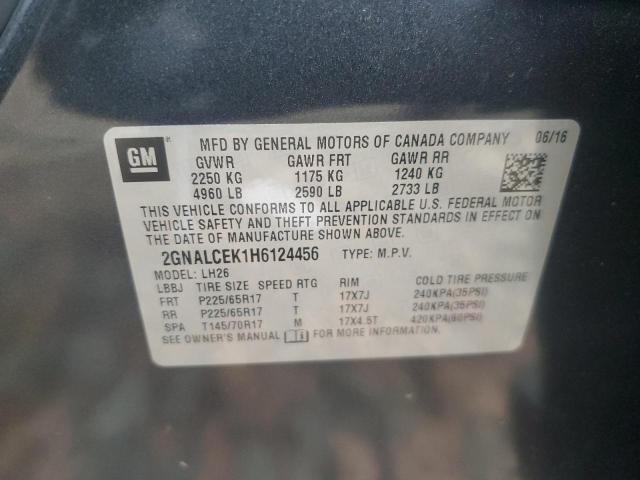 GM
MFD BY GENERAL MOTORS OF CANADA COMPANY 06/16
GVWR GAWR FRT GAWR RR
2250 KG 1175 KG 1240 KG
4960 LB 2590 LB 2733 LB
THIS VEHICLE CONFORMS TO ALL APPLICABLE U.S. FEDERAL MOTOR
VEHICLE SAFETY AND THEFT PREVENTION STANDARDS IN EFFECT ON
THE DATE OF MANUFACTURE SHOWN ABOVE.
2GNALCEK1H6124456 TYPE: M.P.V.
MODEL: LH26
LBBJ TIRE SIZE SPEED RTG RIM COLD TIRE PRESSURE
FRT P225/65R17 T 17X7J 240KPA(35PSI)
RR P225/65R17 T 17X7J 240KPA(35PSI)
SPA T145/70R17 M 17X4.5T 420KPA(60PSI)
SEE OWNER'S MANUAL FOR MORE INFORMATION.